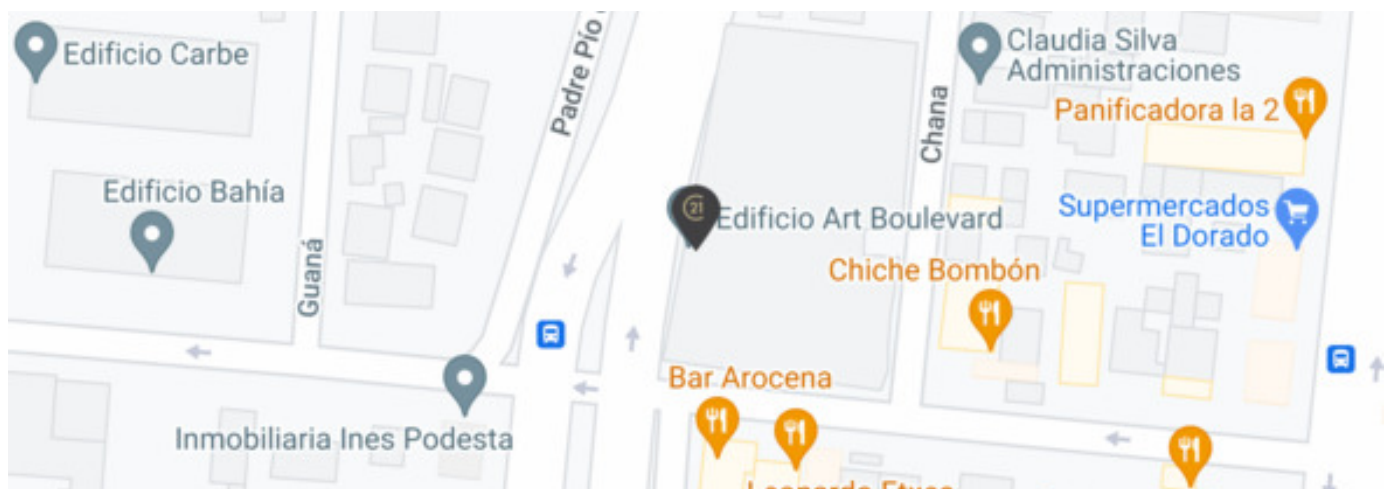 Edificio Carbe
Padre Pío
Claudia Silva
Administraciones
Panificadora la 2
Chana
Edificio Bahía
21
Edificio Art Boulevard
Supermercados
El Dorado
Guaná
Chiche Bombón
Bar Arocena
Inmobiliaria Ines Podesta